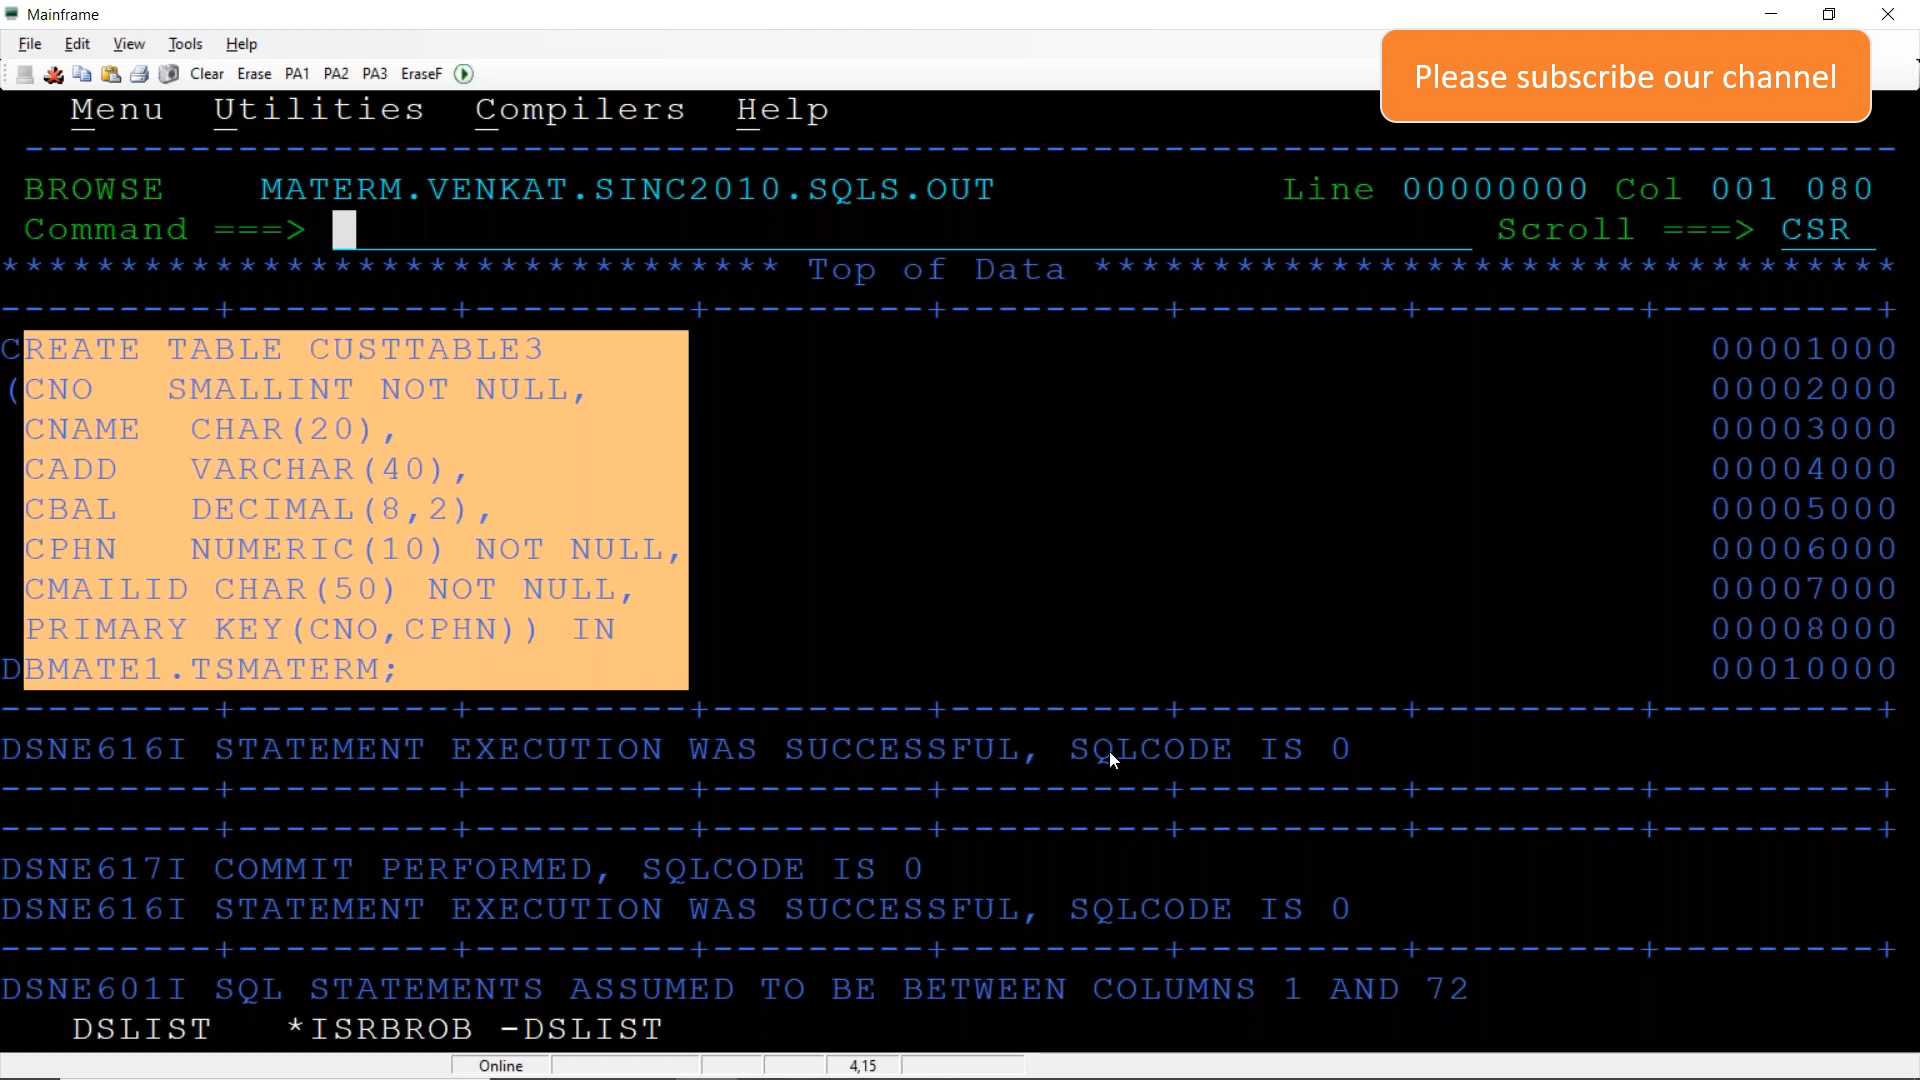 Mainframe
File Edit View Tools Help
Clear Erase PA1 PA2 PA3 EraseF
Please subscribe our channel
Menu Utilities Compilers Help
--------------------------------------------------------------------------------
BROWSE MATERM.VENKAT.SINC2010.SQLS.OUT Line 00000000 Col 001 080
Command ===> Scroll ===> CSR
********************************* Top of Data **********************************
---------+---------+---------+---------+---------+---------+---------+---------+
CREATE TABLE CUSTTABLE3 00001000
(CNO SMALLINT NOT NULL, 00002000
CNAME CHAR(20), 00003000
CADD VARCHAR(40), 00004000
CBAL DECIMAL(8,2), 00005000
CPHN NUMERIC(10) NOT NULL, 00006000
CMAILID CHAR(50) NOT NULL, 00007000
PRIMARY KEY(CNO,CPHN)) IN 00008000
DBMATE1.TSMATERM; 00010000
---------+---------+---------+---------+---------+---------+---------+---------+
DSNE616I STATEMENT EXECUTION WAS SUCCESSFUL, SQLCODE IS 0
---------+---------+---------+---------+---------+---------+---------+---------+
---------+---------+---------+---------+---------+---------+---------+---------+
DSNE617I COMMIT PERFORMED, SQLCODE IS 0
DSNE616I STATEMENT EXECUTION WAS SUCCESSFUL, SQLCODE IS 0
---------+---------+---------+---------+---------+---------+---------+---------+
DSNE601I SQL STATEMENTS ASSUMED TO BE BETWEEN COLUMNS 1 AND 72
DSLIST *ISRBROB -DSLIST
Online 4,15